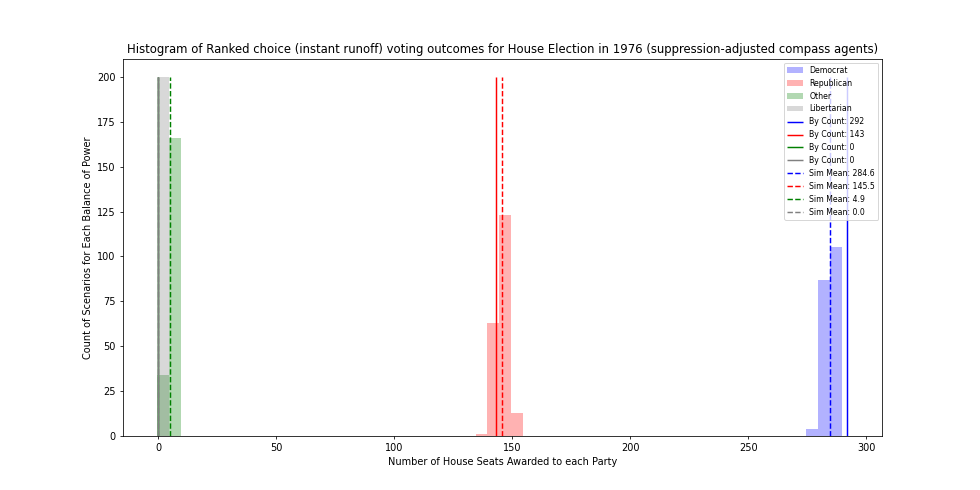 Histogram of Ranked choice (instant runoff) voting outcomes for House Election in 1976 (suppression-adjusted compass agents)
Democrat
Republican
Other
Libertarian
By Count: 292
By Count: 143
By Count: 0
By Count: 0
Sim Mean: 284.6
Sim Mean: 145.5
Sim Mean: 4.9
Sim Mean: 0.0
Count of Scenarios for Each Balance of Power
200
175
150
125
100
75
50
25
0
0 50 100 150 200 250 300
Number of House Seats Awarded to each Party